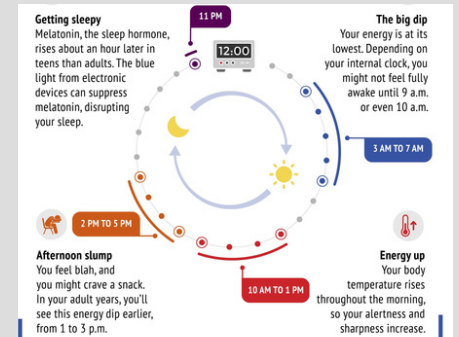 Getting sleepy
Melatonin, the sleep hormone,
rises about an hour later in
teens than adults. The blue
light from electronic
devices can suppress
melatonin, disrupting
your sleep.
11 PM
12:00
The big dip
Your energy is at its
lowest. Depending on
your internal clock, you
might not feel fully
awake until 9 a.m.
or even 10 a.m.
3 AM TO 7 AM
2 PM TO 5 PM
Afternoon slump
You feel blah, and
you might crave a snack.
In your adult years, you'll
see this energy dip earlier,
from 1 to 3 p.m.
10 AM TO 1 PM
Energy up
Your body
temperature rises
throughout the morning,
so your alertness and
sharpness increase.